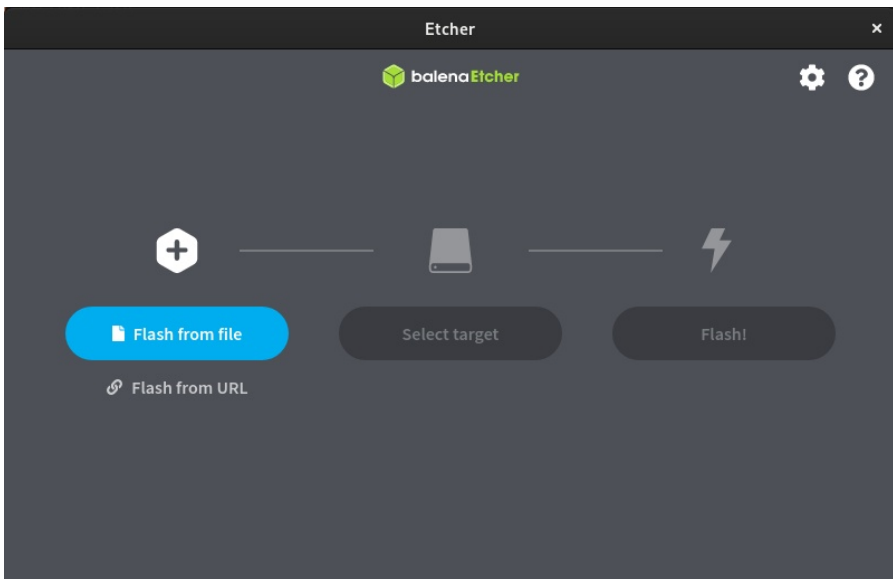 Etcher
balenaEtcher
Flash from file
Select target
Flash!
Flash from URL